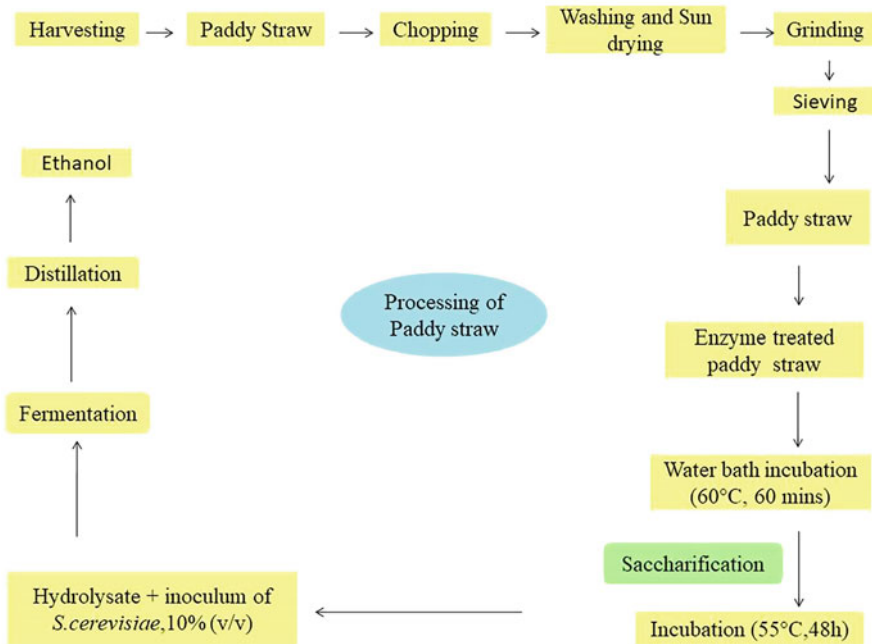 Harvesting
Paddy Straw
Chopping
Washing and Sun
drying
Grinding
Sieving
Paddy straw
Enzyme treated
paddy straw
Water bath incubation
(60°C, 60 mins)
Saccharification
Incubation (55°C,48h)
Hydrolysate + inoculum of
S.cerevisiae,10% (v/v)
Fermentation
Distillation
Ethanol
Processing of
Paddy straw